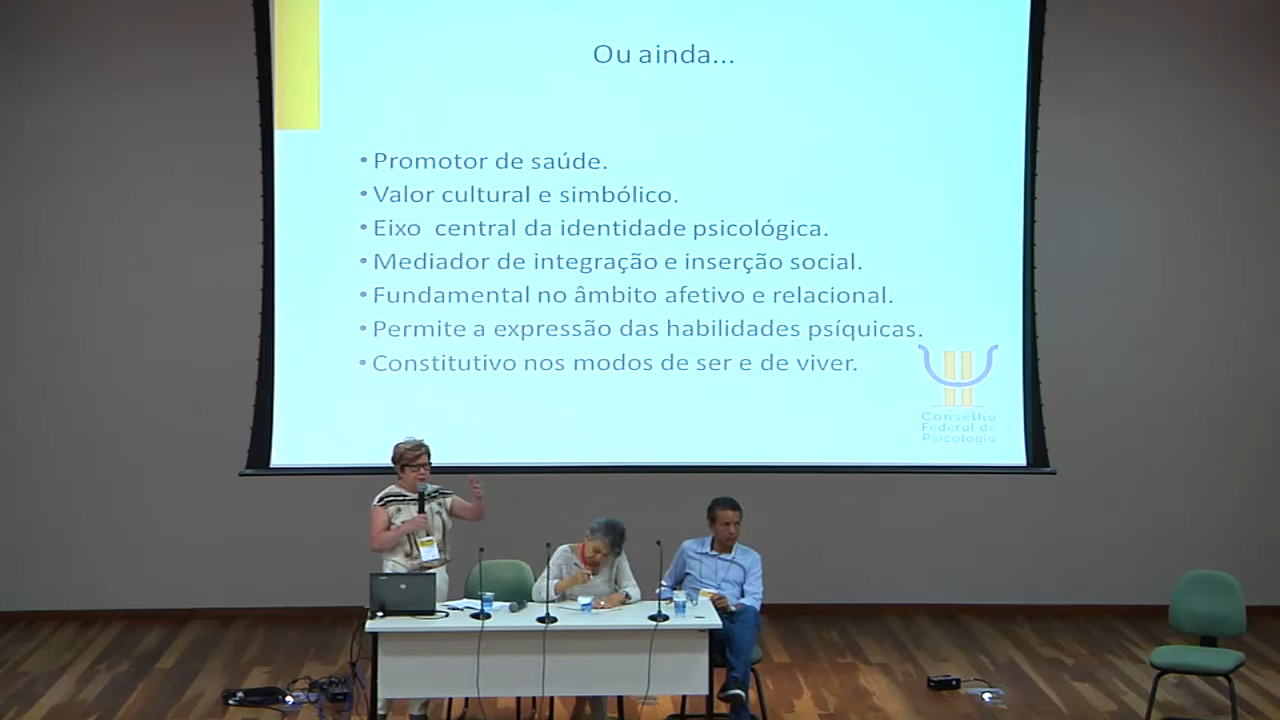 Ou ainda...
• Promotor de saúde.
• Valor cultural e simbólico.
• Eixo central da identidade psicológica.
• Mediador de integração e inserção social.
• Fundamental no âmbito afetivo e relacional.
• Permite a expressão das habilidades psíquicas.
• Constitutivo nos modos de ser e de viver.
Conselho
Federal de
Psicologia